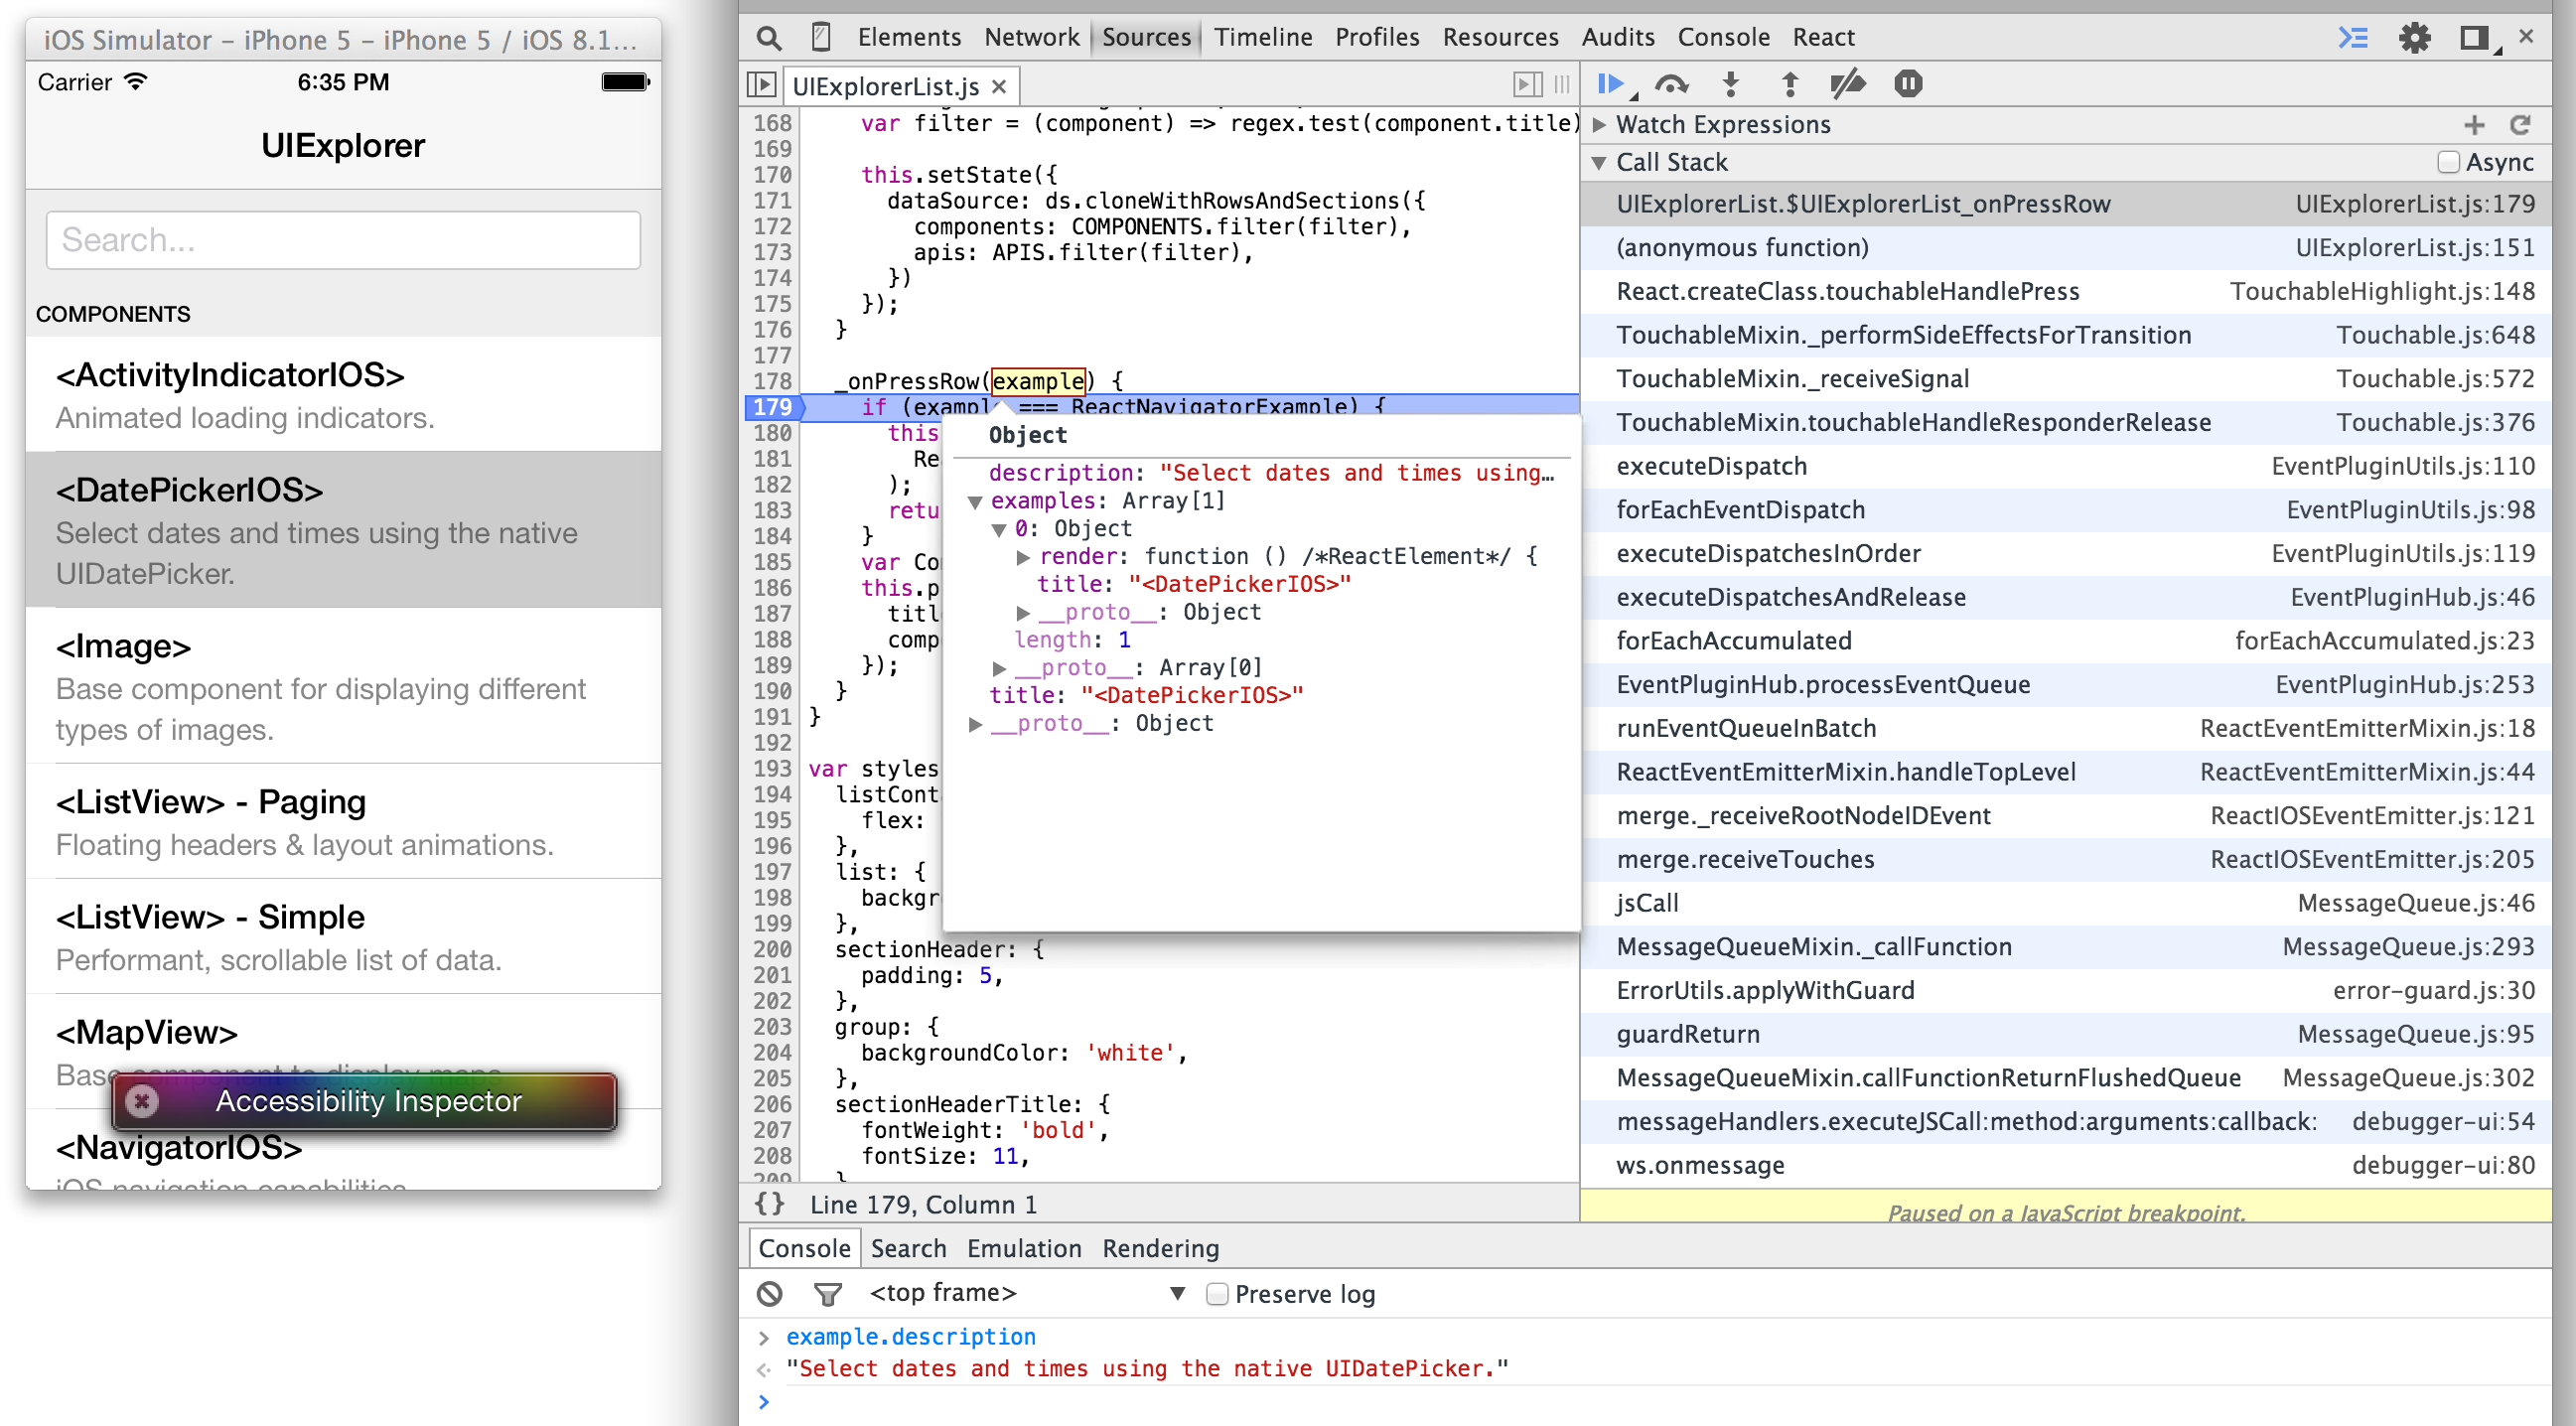 iOS Simulator – iPhone 5 – iPhone 5 / iOS 8.1...
Carrier 6:35 PM
UIExplorer
Search...
COMPONENTS
<ActivityIndicatorIOS>
Animated loading indicators.
<DatePickerIOS>
Select dates and times using the native
UIDatePicker.
<Image>
Base component for displaying different
types of images.
<ListView> - Paging
Floating headers & layout animations.
<ListView> - Simple
Performant, scrollable list of data.
<MapView>
Base component to display maps
Accessibility Inspector
<NavigatorIOS>
iOS navigation capabilities
Elements Network Sources Timeline Profiles Resources Audits Console React
UIExplorerList.js ×
168 var filter = (component) => regex.test(component.title)
169
170 this.setState({
171 dataSource: ds.cloneWithRowsAndSections({
172 components: COMPONENTS.filter(filter),
173 apis: APIS.filter(filter),
174 })
175 });
176 }
177
178 _onPressRow(example) {
179 if (example === ReactNavigatorExample) {
180 this
181 Re
182 );
183 retu
184 }
185 var Co
186 this.p
187 titl
188 comp
189 });
190 }
191 }
192
193 var styles
194 listCont
195 flex:
196 },
197 list: {
198 backgr
199 },
200 sectionHeader: {
201 padding: 5,
202 },
203 group: {
204 backgroundColor: 'white',
205 },
206 sectionHeaderTitle: {
207 fontWeight: 'bold',
208 fontSize: 11,
209 }
Object
description: "Select dates and times using…
examples: Array[1]
0: Object
render: function () /*ReactElement*/ {
title: "<DatePickerIOS>"
__proto__: Object
length: 1
__proto__: Array[0]
title: "<DatePickerIOS>"
__proto__: Object
{} Line 179, Column 1
Watch Expressions
Call Stack Async
UIExplorerList.$UIExplorerList_onPressRow UIExplorerList.js:179
(anonymous function) UIExplorerList.js:151
React.createClass.touchableHandlePress TouchableHighlight.js:148
TouchableMixin._performSideEffectsForTransition Touchable.js:648
TouchableMixin._receiveSignal Touchable.js:572
TouchableMixin.touchableHandleResponderRelease Touchable.js:376
executeDispatch EventPluginUtils.js:110
forEachEventDispatch EventPluginUtils.js:98
executeDispatchesInOrder EventPluginUtils.js:119
executeDispatchesAndRelease EventPluginHub.js:46
forEachAccumulated forEachAccumulated.js:23
EventPluginHub.processEventQueue EventPluginHub.js:253
runEventQueueInBatch ReactEventEmitterMixin.js:18
ReactEventEmitterMixin.handleTopLevel ReactEventEmitterMixin.js:44
merge._receiveRootNodeIDEvent ReactIOSEventEmitter.js:121
merge.receiveTouches ReactIOSEventEmitter.js:205
jsCall MessageQueue.js:46
MessageQueueMixin._callFunction MessageQueue.js:293
ErrorUtils.applyWithGuard error-guard.js:30
guardReturn MessageQueue.js:95
MessageQueueMixin.callFunctionReturnFlushedQueue MessageQueue.js:302
messageHandlers.executeJSCall:method:arguments:callback: debugger-ui:54
ws.onmessage debugger-ui:80
Paused on a JavaScript breakpoint.
Console Search Emulation Rendering
<top frame> Preserve log
example.description
"Select dates and times using the native UIDatePicker."